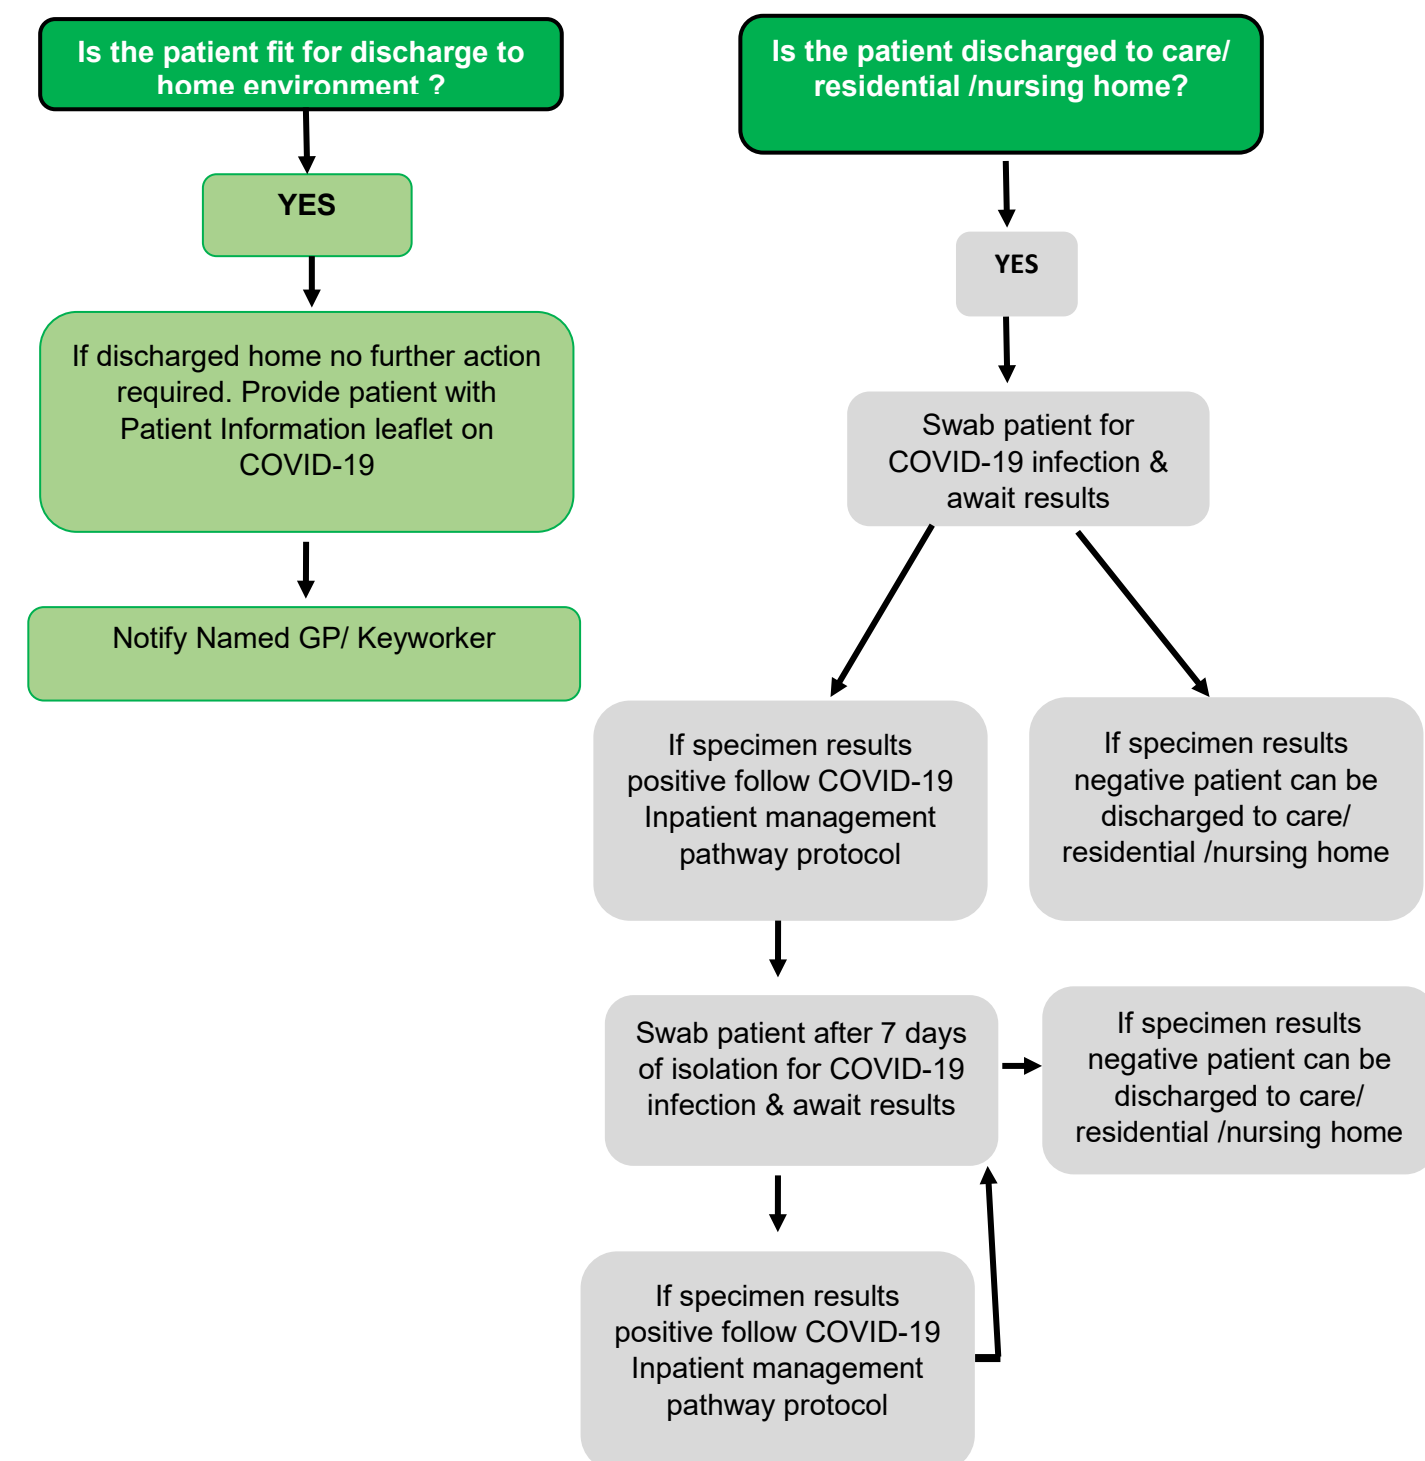 Is the patient fit for discharge to
home environment ?
YES
If discharged home no further action
required. Provide patient with
Patient Information leaflet on
COVID-19
Notify Named GP/ Keyworker
Is the patient discharged to care/
residential /nursing home?
YES
Swab patient for
COVID-19 infection &
await results
If specimen results
positive follow COVID-19
Inpatient management
pathway protocol
If specimen results
negative patient can be
discharged to care/
residential /nursing home
Swab patient after 7 days
of isolation for COVID-19
infection & await results
If specimen results
negative patient can be
discharged to care/
residential /nursing home
If specimen results
positive follow COVID-19
Inpatient management
pathway protocol